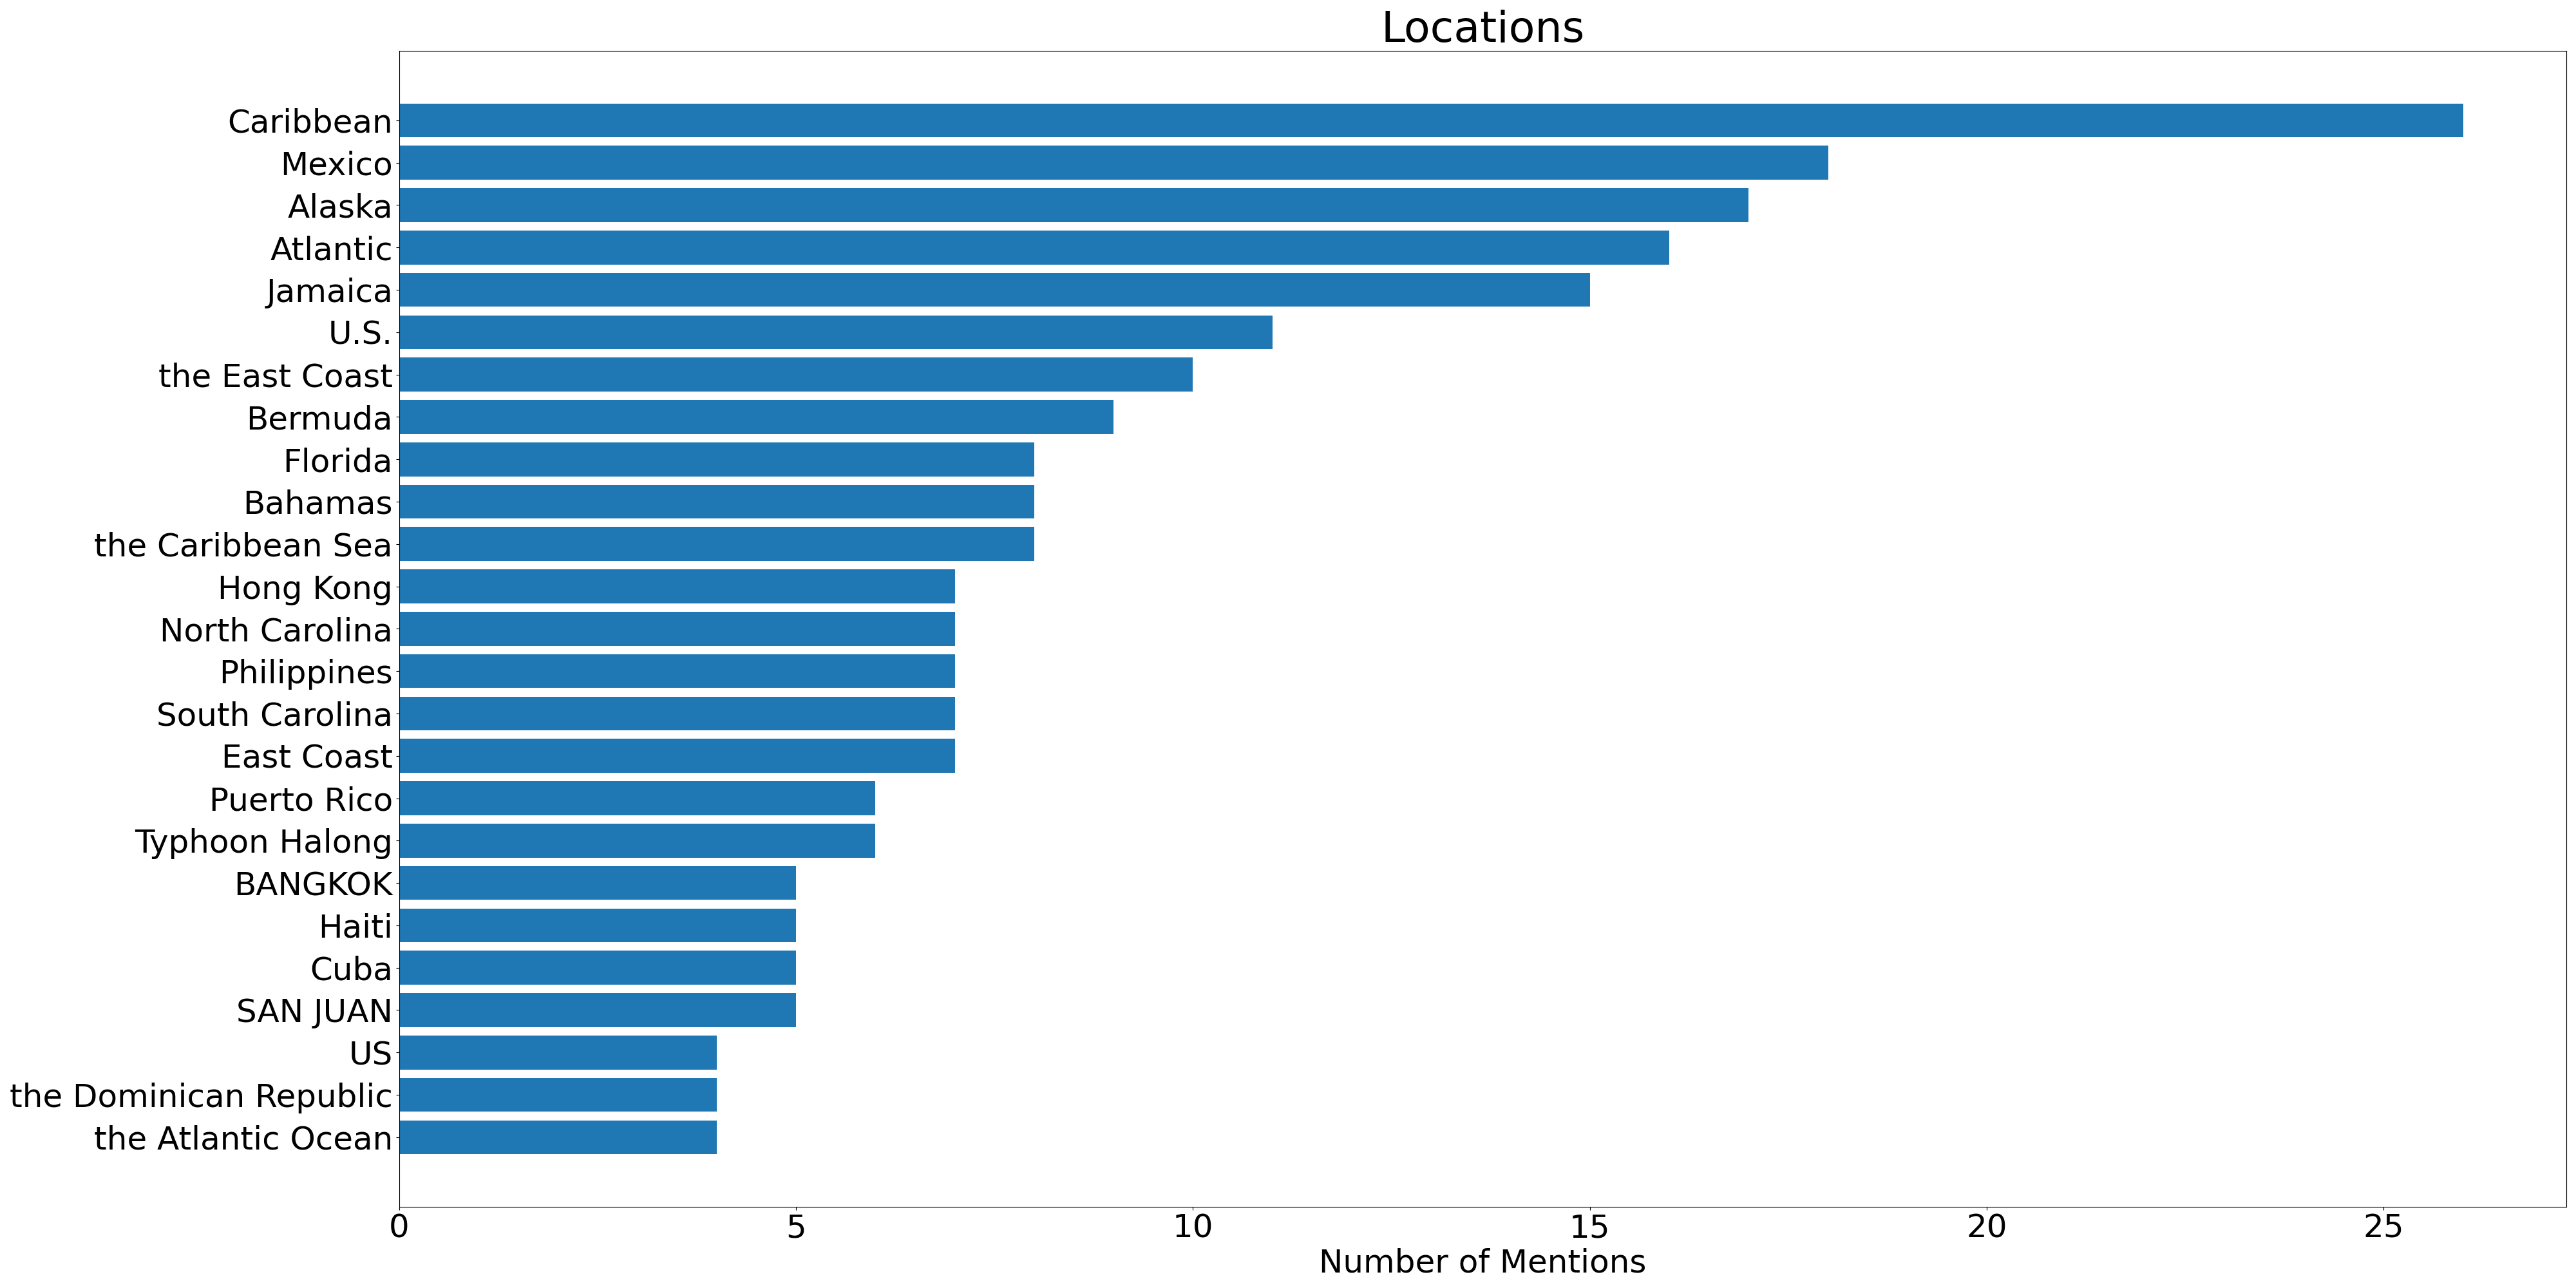 Locations
Caribbean
Mexico
Alaska
Atlantic
Jamaica
U.S.
the East Coast
Bermuda
Florida
Bahamas
the Caribbean Sea
Hong Kong
North Carolina
Philippines
South Carolina
East Coast
Puerto Rico
Typhoon Halong
BANGKOK
Haiti
Cuba
SAN JUAN
US
the Dominican Republic
the Atlantic Ocean
0 5 10 15 20 25
Number of Mentions